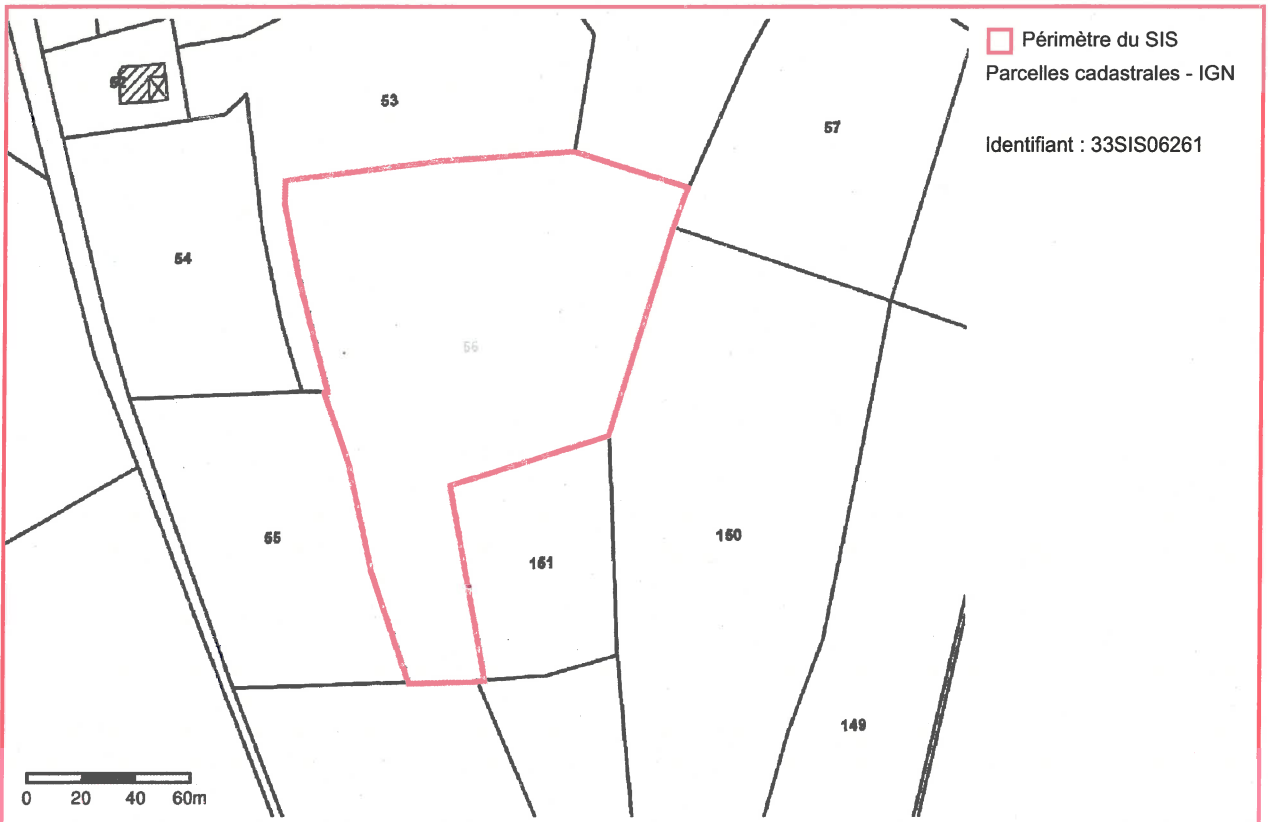 Périmètre du SIS
Parcelles cadastrales - IGN
Identifiant : 33SIS06261
52
53
57
54
56
55
151
150
149
0 20 40 60m